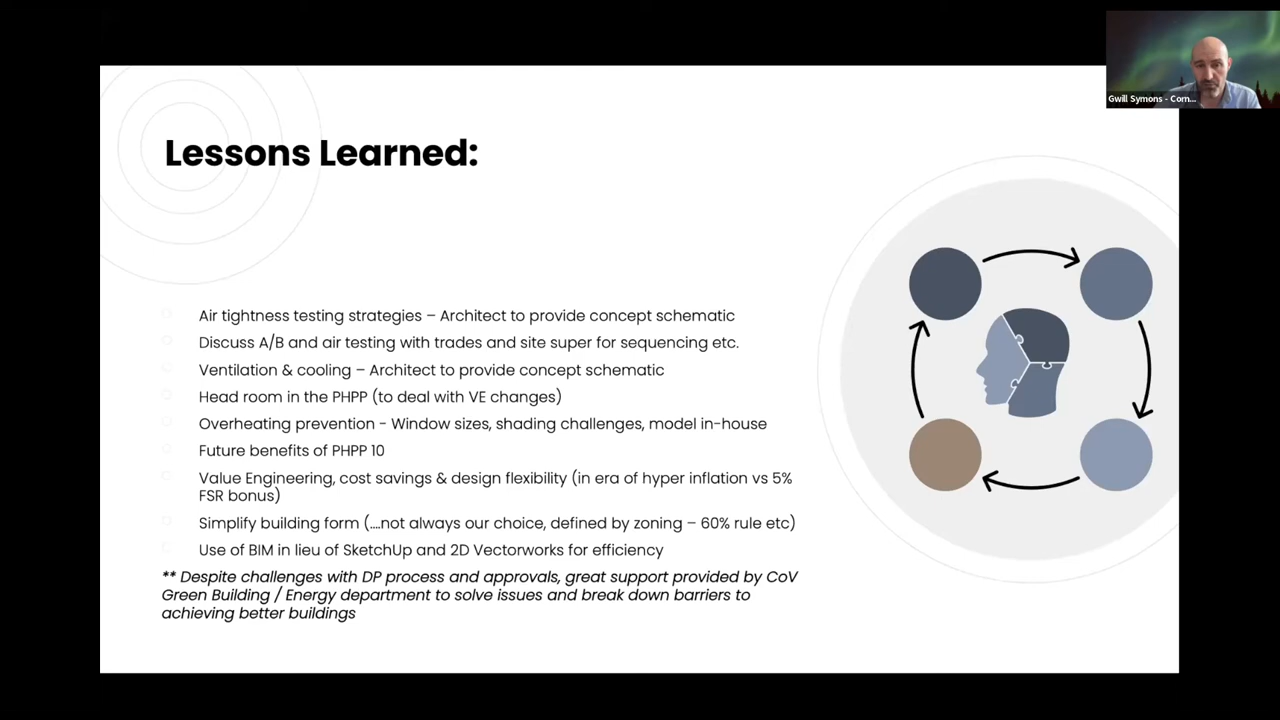 Gwill Symons - Com...
Lessons Learned:
Air tightness testing strategies – Architect to provide concept schematic
Discuss A/B and air testing with trades and site super for sequencing etc.
Ventilation & cooling – Architect to provide concept schematic
Head room in the PHPP (to deal with VE changes)
Overheating prevention - Window sizes, shading challenges, model in-house
Future benefits of PHPP 10
Value Engineering, cost savings & design flexibility (in era of hyper inflation vs 5%
FSR bonus)
Simplify building form (....not always our choice, defined by zoning – 60% rule etc)
Use of BIM in lieu of SketchUp and 2D Vectorworks for efficiency
** Despite challenges with DP process and approvals, great support provided by CoV
Green Building / Energy department to solve issues and break down barriers to
achieving better buildings